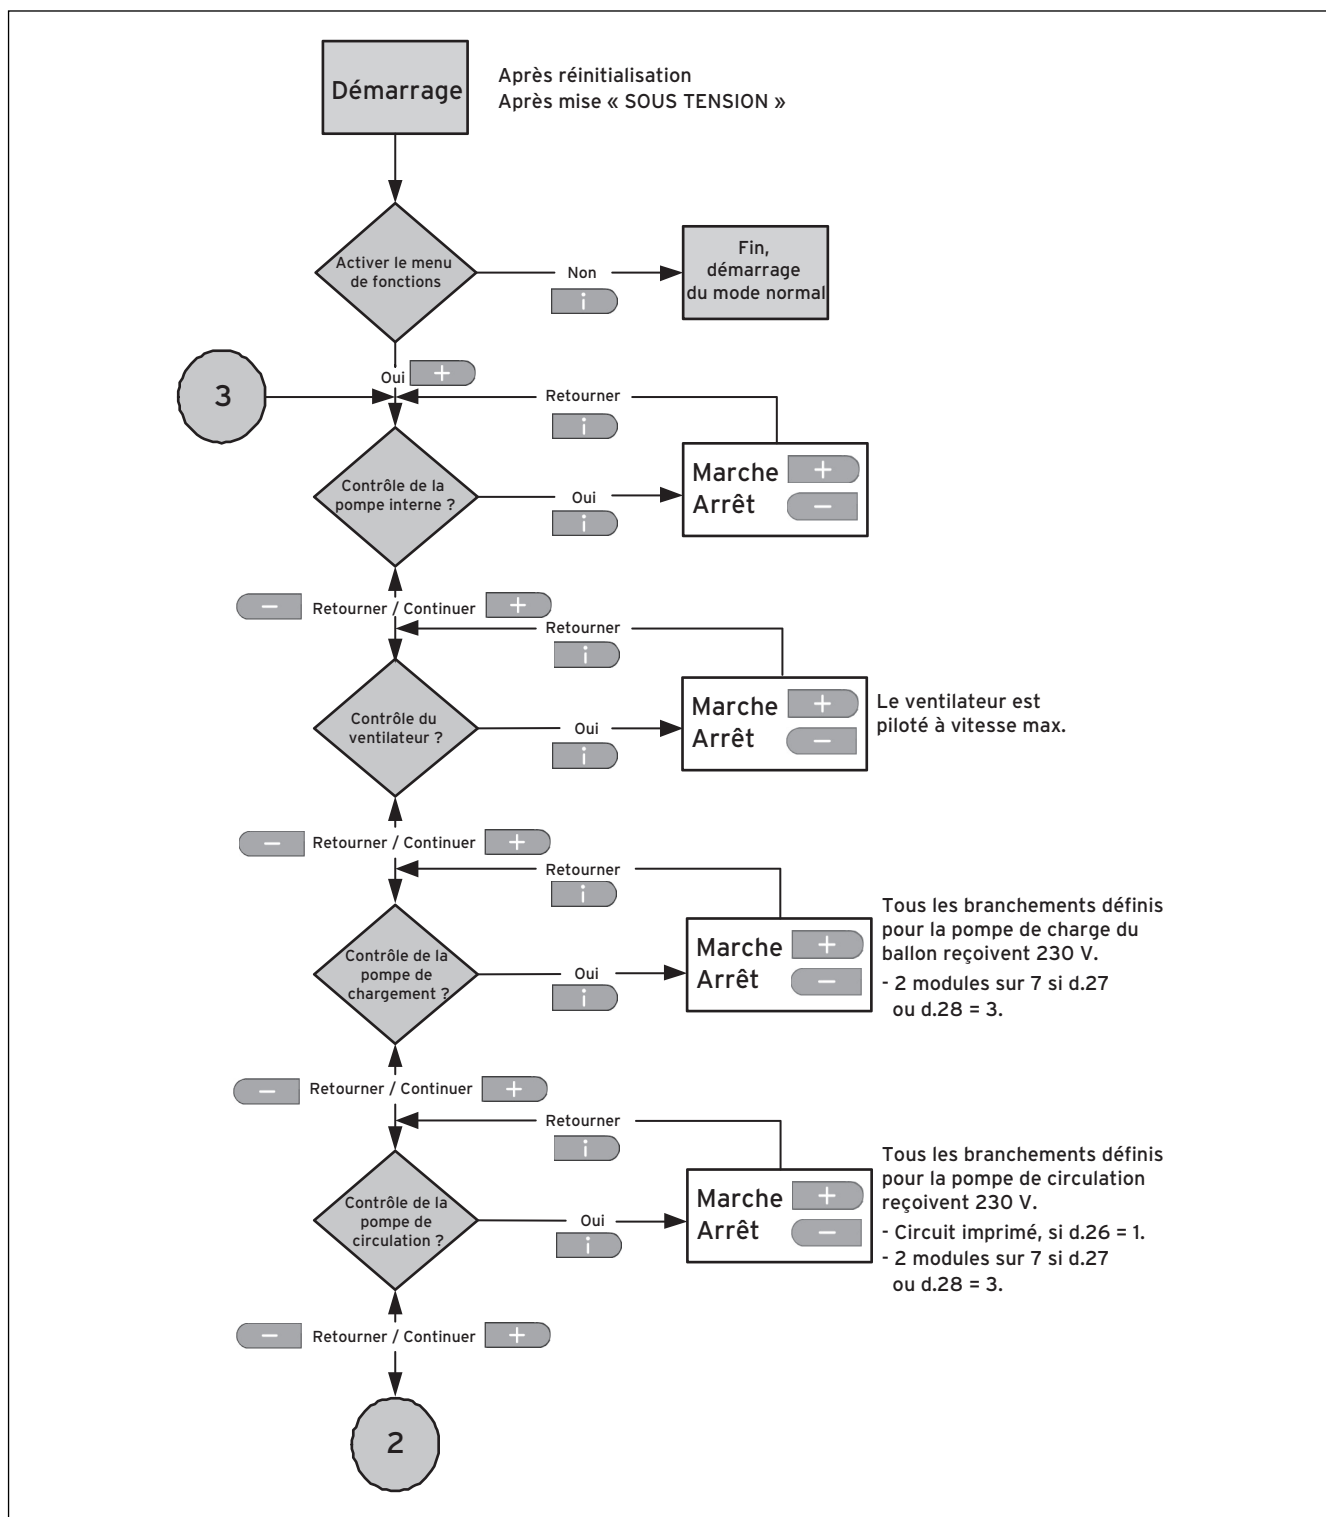 Démarrage
Après réinitialisation
Après mise « SOUS TENSION »
Activer le menu
de fonctions
Non
i
Fin,
démarrage
du mode normal
Oui +
3
Retourner
i
Contrôle de la
pompe interne ?
Oui
i
Marche +
Arrêt −
− Retourner / Continuer +
Retourner
i
Contrôle du
ventilateur ?
Oui
i
Marche +
Arrêt −
Le ventilateur est
piloté à vitesse max.
− Retourner / Continuer +
Retourner
i
Contrôle de la
pompe de
chargement ?
Oui
i
Marche +
Arrêt −
Tous les branchements définis
pour la pompe de charge du
ballon reçoivent 230 V.
- 2 modules sur 7 si d.27
ou d.28 = 3.
− Retourner / Continuer +
Retourner
i
Contrôle de la
pompe de
circulation ?
Oui
i
Marche +
Arrêt −
Tous les branchements définis
pour la pompe de circulation
reçoivent 230 V.
- Circuit imprimé, si d.26 = 1.
- 2 modules sur 7 si d.27
ou d.28 = 3.
− Retourner / Continuer +
2